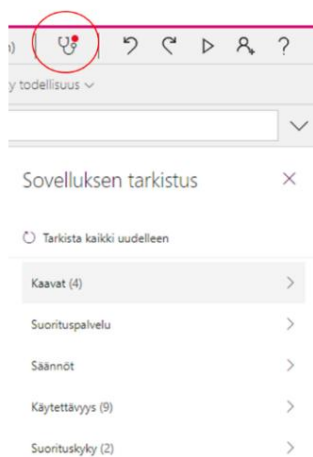 )
?
y todellisuus
Sovelluksen tarkistus
Tarkista kaikki uudelleen
Kaavat (4)
Suorituspalvelu
Säännöt
Käytettävyys (9)
Suorituskyky (2)